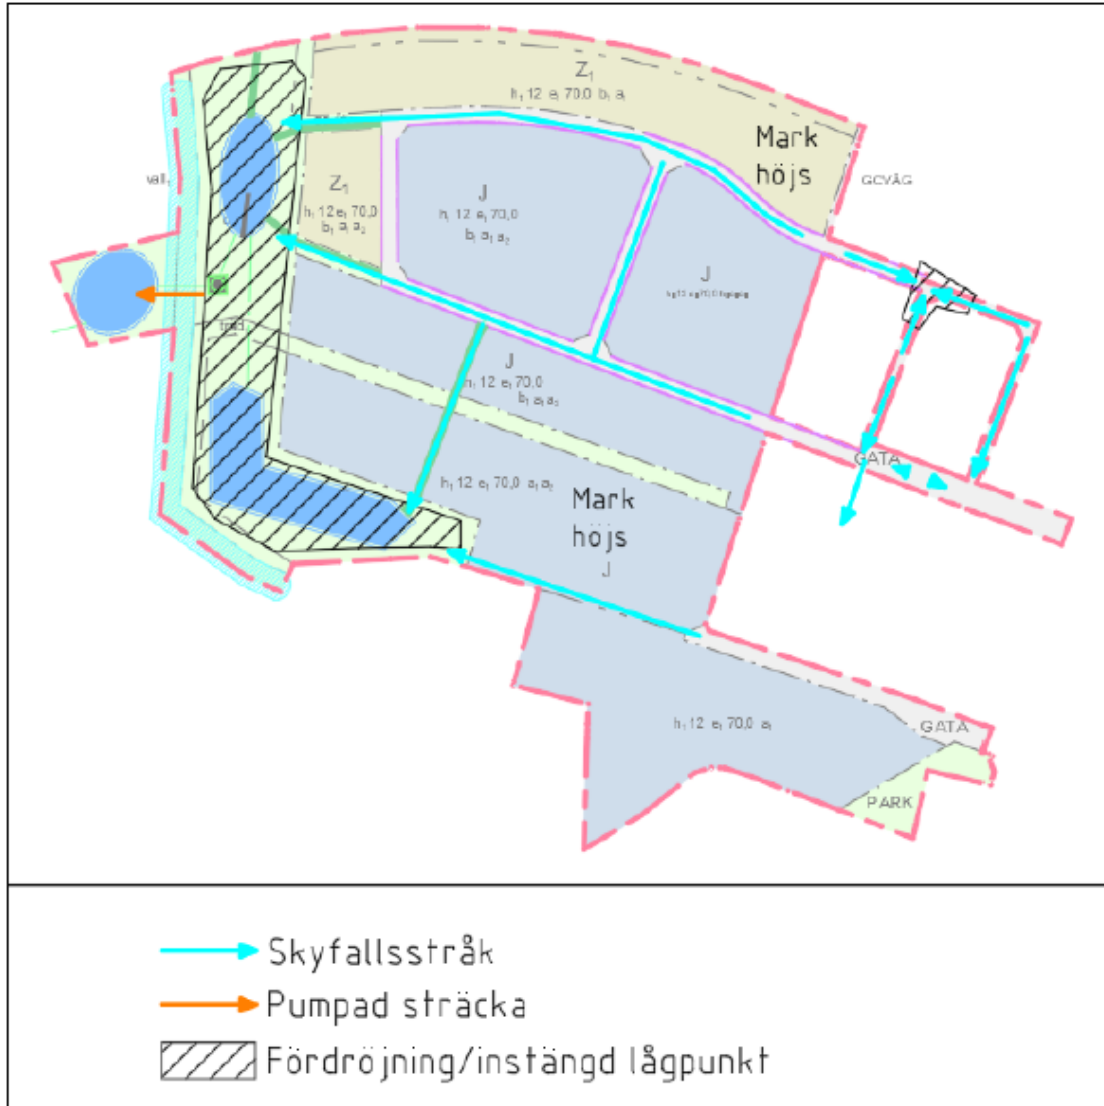 Z₁
h₁ 12 e₁ 70,0 b₁ a₁
Mark
höjs
vall₁
GCVÄG
Z₁
h₁ 12 e₁ 70,0
b₁ a₁ a₂
J
h₁ 12 e₁ 70,0
b₁ a₁ a₂
J
J
h₁ 12 e₁ 70,0
b₁ a₁ a₂
GATA
h₁ 12 e₁ 70,0 a₁ a₂
Mark
höjs
J
h₁ 12 e₁ 70,0 a₁
GATA
PARK
Skyfallsstråk
Pumpad sträcka
Fördröjning/instängd lågpunkt